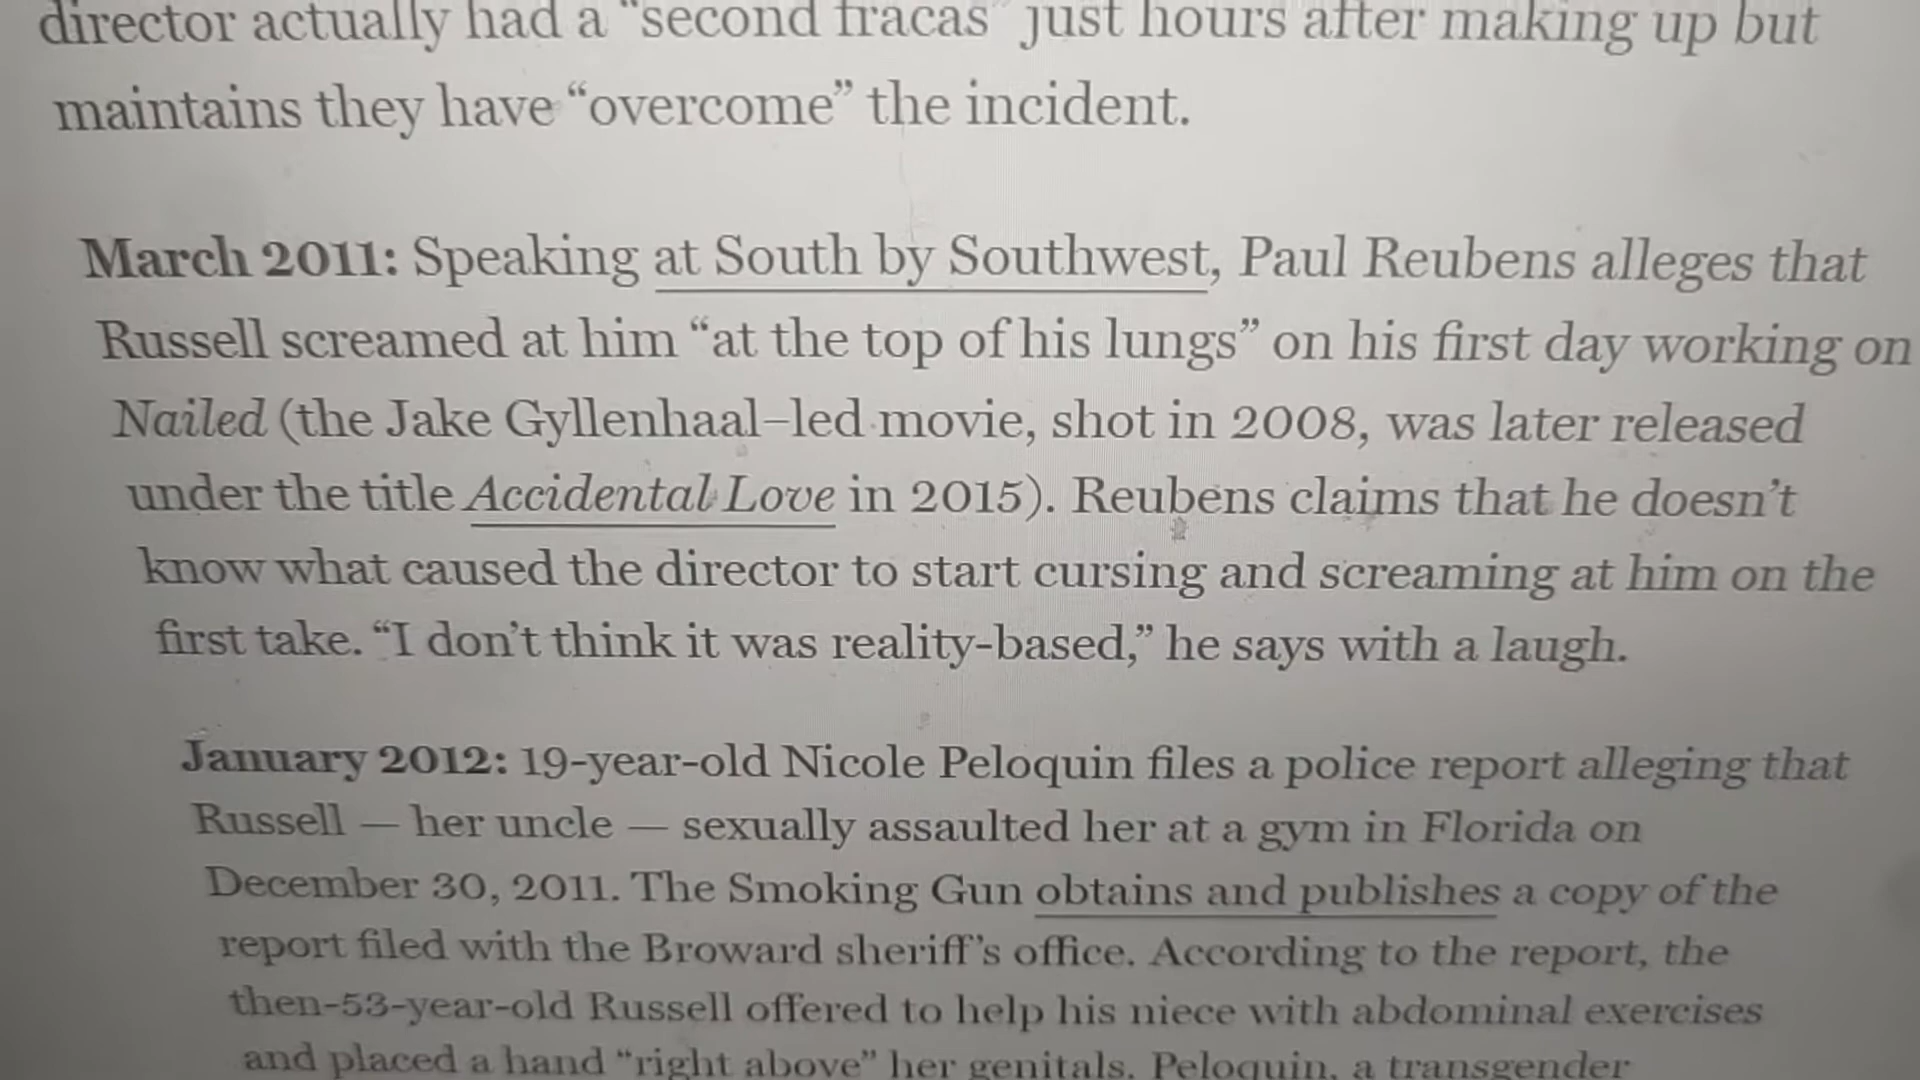 director actually had a “second fracas” just hours after making up but
maintains they have “overcome” the incident.
March 2011: Speaking at South by Southwest, Paul Reubens alleges that
Russell screamed at him “at the top of his lungs” on his first day working on
Nailed (the Jake Gyllenhaal–led movie, shot in 2008, was later released
under the title Accidental Love in 2015). Reubens claims that he doesn’t
know what caused the director to start cursing and screaming at him on the
first take. “I don’t think it was reality-based,” he says with a laugh.
January 2012: 19-year-old Nicole Peloquin files a police report alleging that
Russell — her uncle — sexually assaulted her at a gym in Florida on
December 30, 2011. The Smoking Gun obtains and publishes a copy of the
report filed with the Broward sheriff’s office. According to the report, the
then-53-year-old Russell offered to help his niece with abdominal exercises
and placed a hand “right above” her genitals. Peloquin, a transgender